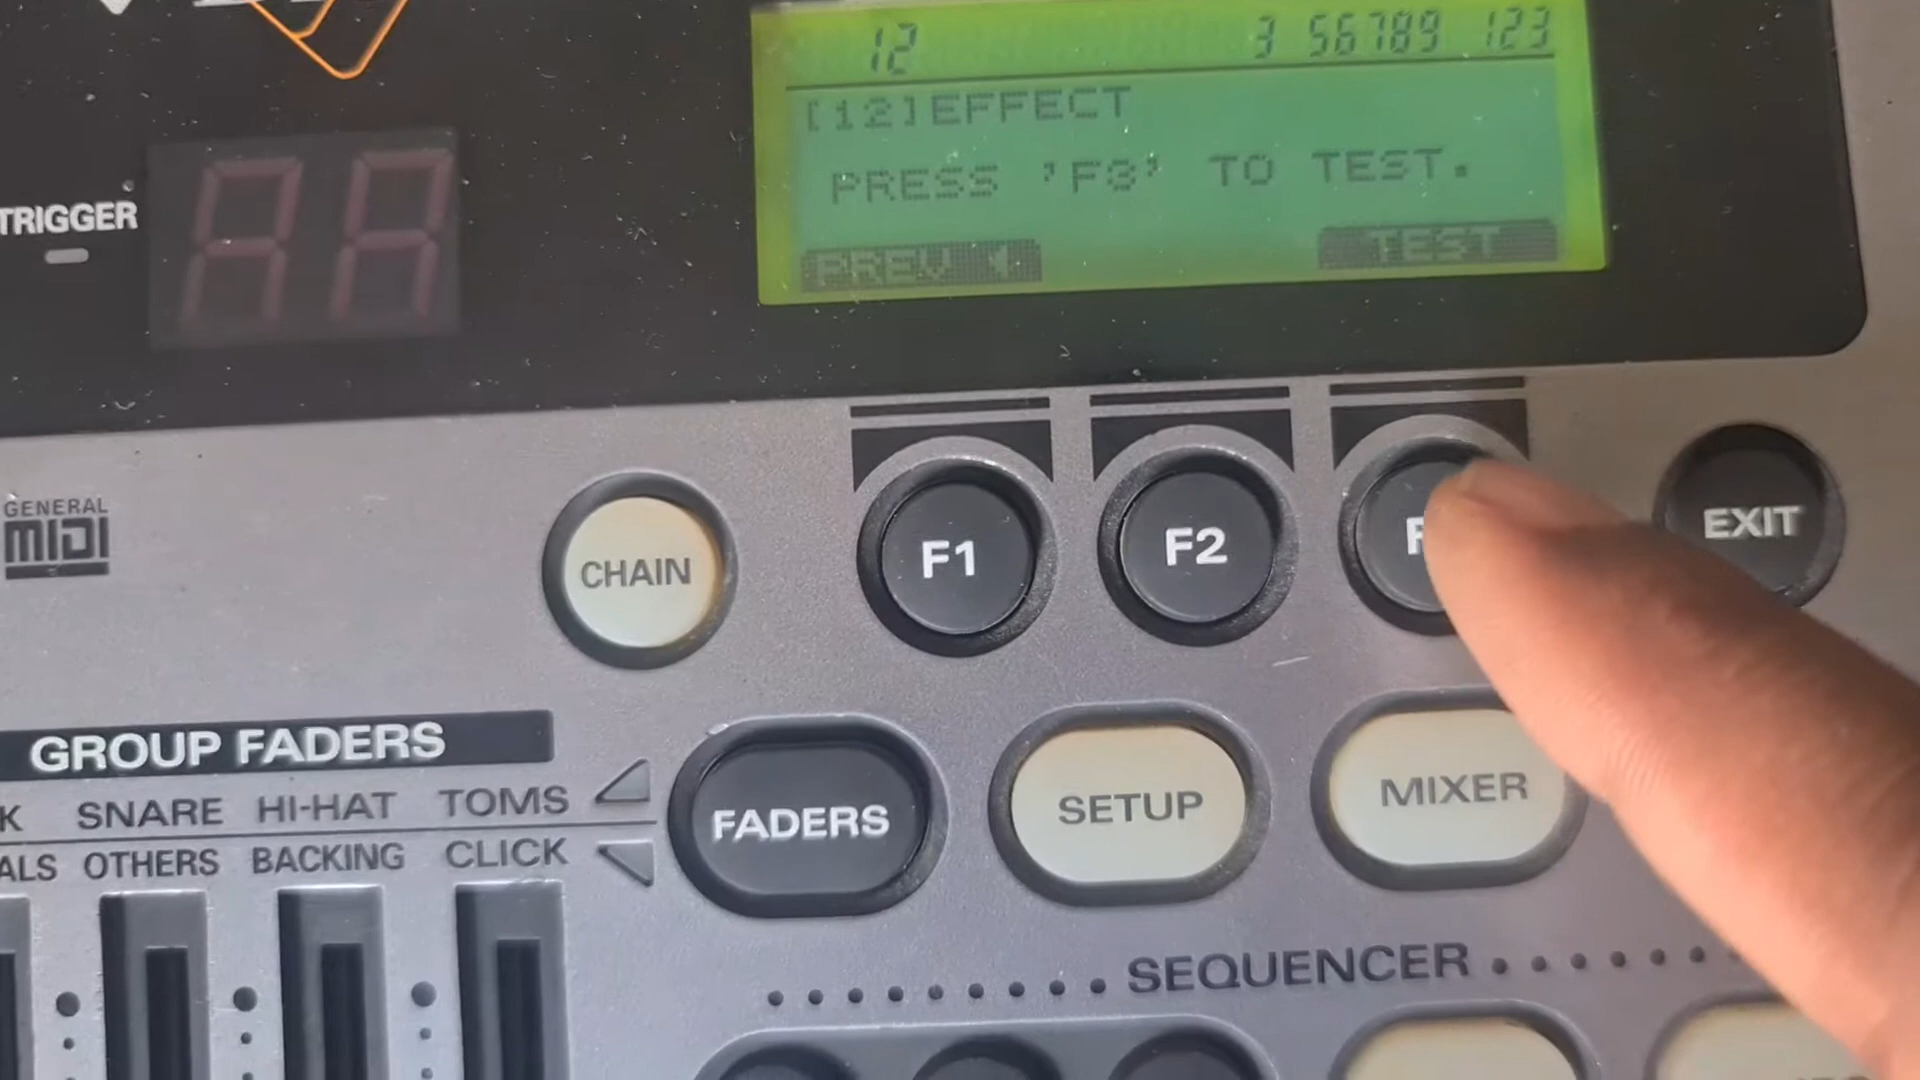 12 3 56789 123
[12]EFFECT
PRESS 'F3' TO TEST.
PREV TEST
TRIGGER
GENERAL
MIDI
CHAIN F1 F2 EXIT
GROUP FADERS
SNARE HI-HAT TOMS
OTHERS BACKING CLICK
FADERS SETUP MIXER
SEQUENCER